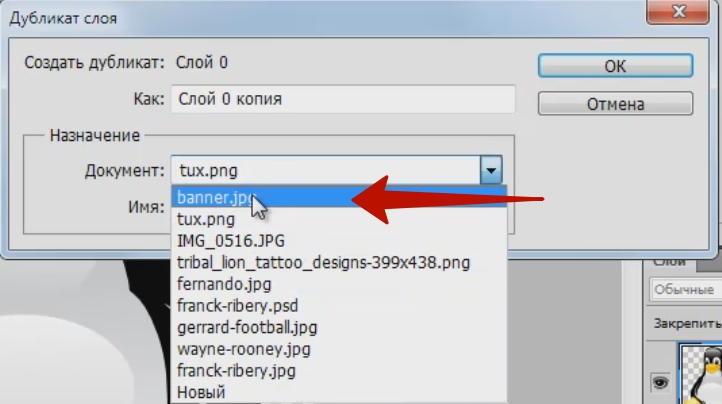 Дубликат слоя
Создать дубликат: Слой 0
ОК
Как: Слой 0 копия
Отмена
Назначение
Документ: tux.png
banner.jpg
Имя:
tux.png
IMG_0516.JPG
tribal_lion_tattoo_designs-399x438.png
Слои
fernando.jpg
Обычные
franck-ribery.psd
gerrard-football.jpg
Закрепить
wayne-rooney.jpg
franck-ribery.jpg
Новый